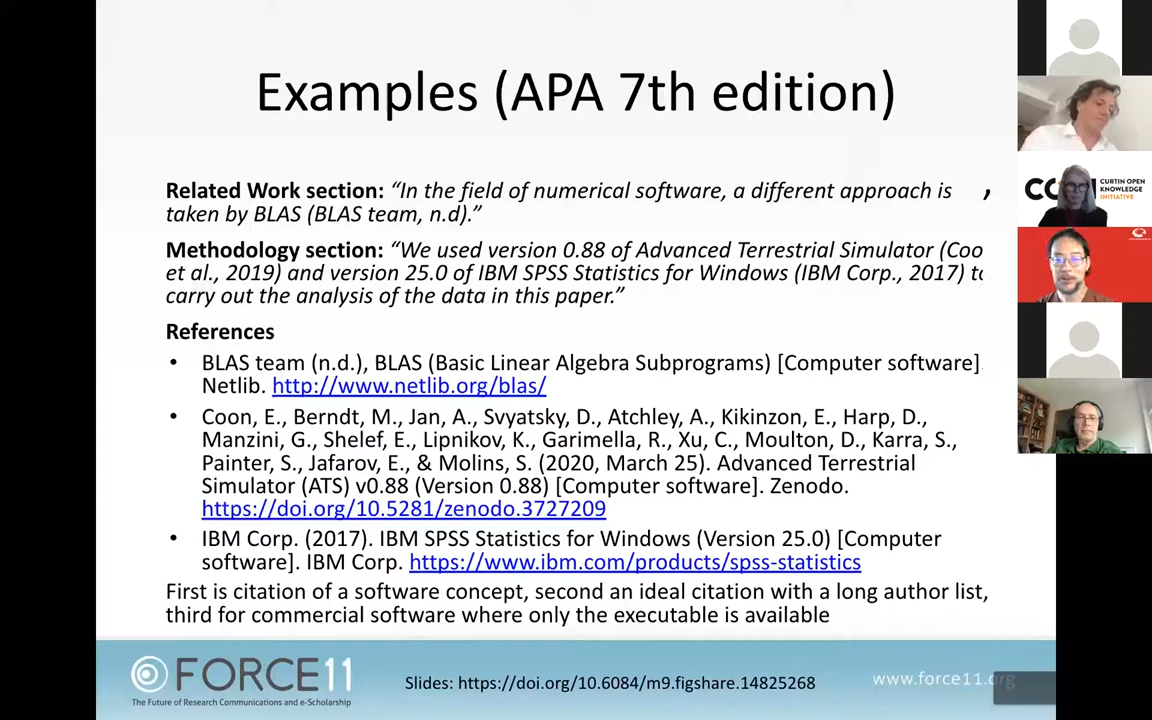 Examples (APA 7th edition)
Related Work section: “In the field of numerical software, a different approach is
taken by BLAS (BLAS team, n.d).”
Methodology section: “We used version 0.88 of Advanced Terrestrial Simulator (Coo
et al., 2019) and version 25.0 of IBM SPSS Statistics for Windows (IBM Corp., 2017) to
carry out the analysis of the data in this paper.”
References
• BLAS team (n.d.), BLAS (Basic Linear Algebra Subprograms) [Computer software].
Netlib. http://www.netlib.org/blas/
• Coon, E., Berndt, M., Jan, A., Svyatsky, D., Atchley, A., Kikinzon, E., Harp, D.,
Manzini, G., Shelef, E., Lipnikov, K., Garimella, R., Xu, C., Moulton, D., Karra, S.,
Painter, S., Jafarov, E., & Molins, S. (2020, March 25). Advanced Terrestrial
Simulator (ATS) v0.88 (Version 0.88) [Computer software]. Zenodo.
https://doi.org/10.5281/zenodo.3727209
• IBM Corp. (2017). IBM SPSS Statistics for Windows (Version 25.0) [Computer
software]. IBM Corp. https://www.ibm.com/products/spss-statistics
First is citation of a software concept, second an ideal citation with a long author list,
third for commercial software where only the executable is available
FORCE11
The Future of Research Communications and e-Scholarship
Slides: https://doi.org/10.6084/m9.figshare.14825268
www.force11.org
CURTIN OPEN
KNOWLEDGE
INITIATIVE